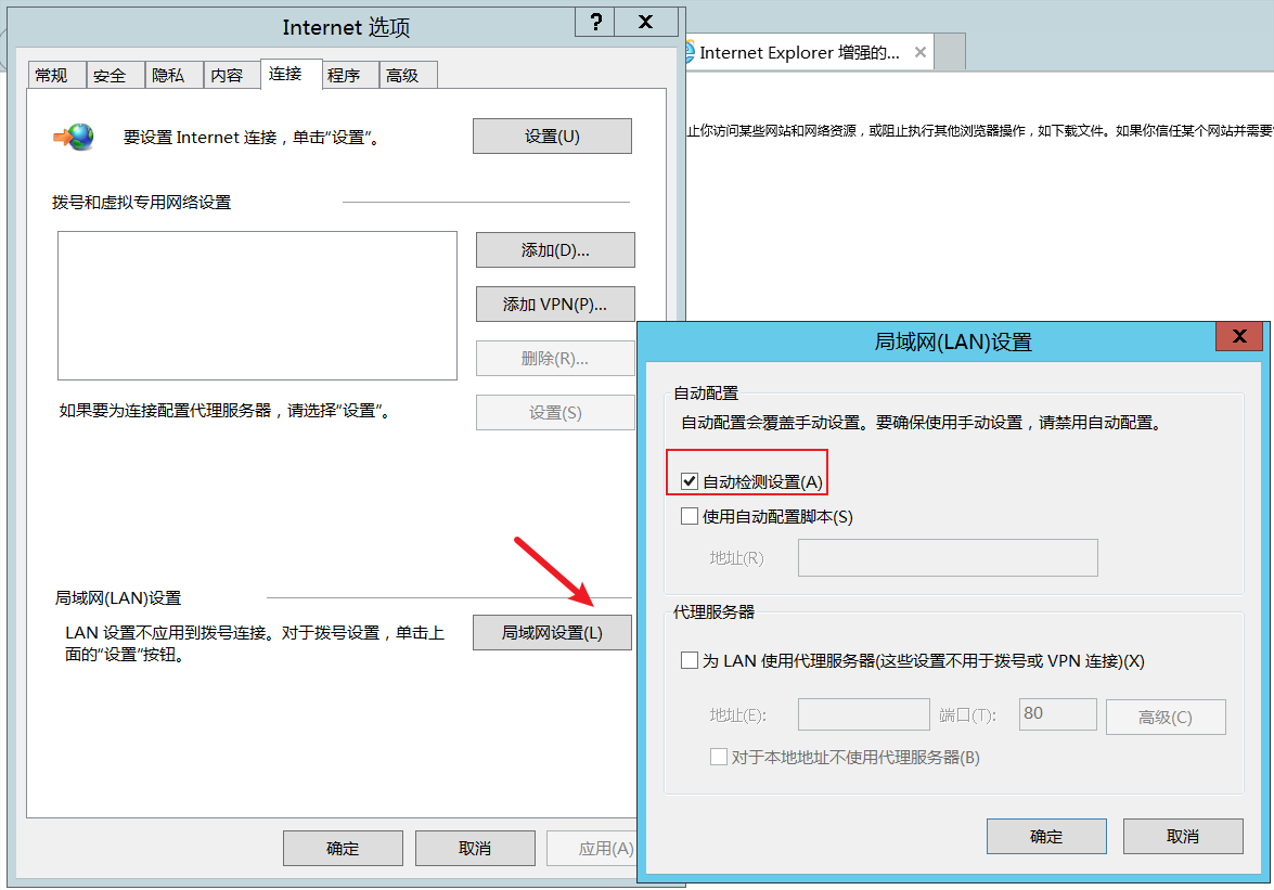 Internet 选项
?
X
Internet Explorer 增强的...
×
常规
安全
隐私
内容
连接
程序
高级
止你访问某些网站和网络资源，或阻止执行其他浏览器操作，如下载文件。如果你信任某个网站并需要
要设置 Internet 连接，单击“设置”。
设置(U)
拨号和虚拟专用网络设置
添加(D)...
添加 VPN(P)...
删除(R)...
如果要为连接配置代理服务器，请选择“设置”。
设置(S)
局域网(LAN)设置
LAN 设置不应用到拨号连接。对于拨号设置，单击上
面的“设置”按钮。
局域网设置(L)
确定
取消
应用(A)
局域网(LAN)设置
X
自动配置
自动配置会覆盖手动设置。要确保使用手动设置，请禁用自动配置。
自动检测设置(A)
使用自动配置脚本(S)
地址(R)
代理服务器
为 LAN 使用代理服务器(这些设置不用于拨号或 VPN 连接)(X)
地址(E):
端口(T):
80
高级(C)
对于本地地址不使用代理服务器(B)
确定
取消